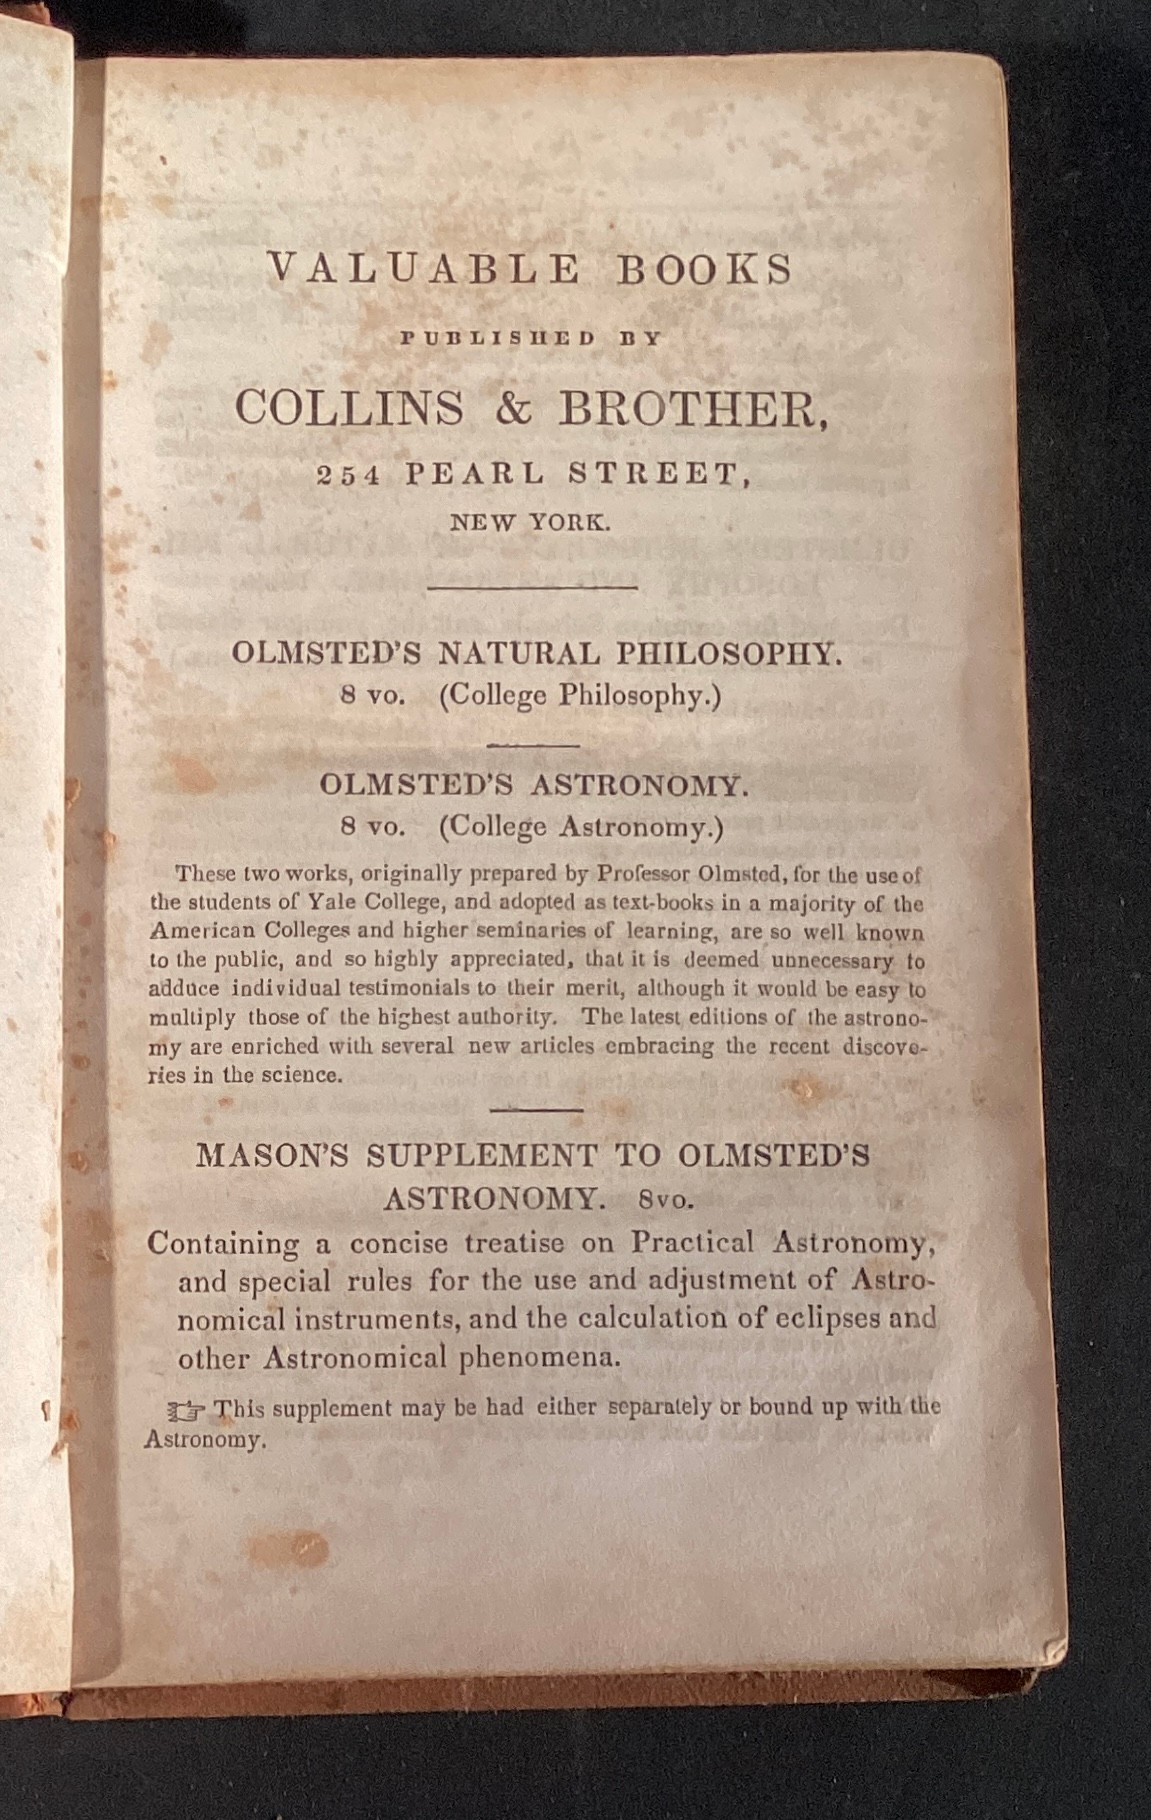 VALUABLE BOOKS
PUBLISHED BY
COLLINS & BROTHER,
254 PEARL STREET,
NEW YORK.
OLMSTED'S NATURAL PHILOSOPHY.
8 vo. (College Philosophy.)
OLMSTED'S ASTRONOMY.
8 vo. (College Astronomy.)
These two works, originally prepared by Professor Olmsted, for the use of
the students of Yale College, and adopted as text-books in a majority of the
American Colleges and higher seminaries of learning, are so well known
to the public, and so highly appreciated, that it is deemed unnecessary to
adduce individual testimonials to their merit, although it would be easy to
multiply those of the highest authority. The latest editions of the astrono-
my are enriched with several new articles embracing the recent discove-
ries in the science.
MASON'S SUPPLEMENT TO OLMSTED'S
ASTRONOMY. 8vo.
Containing a concise treatise on Practical Astronomy,
and special rules for the use and adjustment of Astro-
nomical instruments, and the calculation of eclipses and
other Astronomical phenomena.
☞ This supplement may be had either separately or bound up with the
Astronomy.